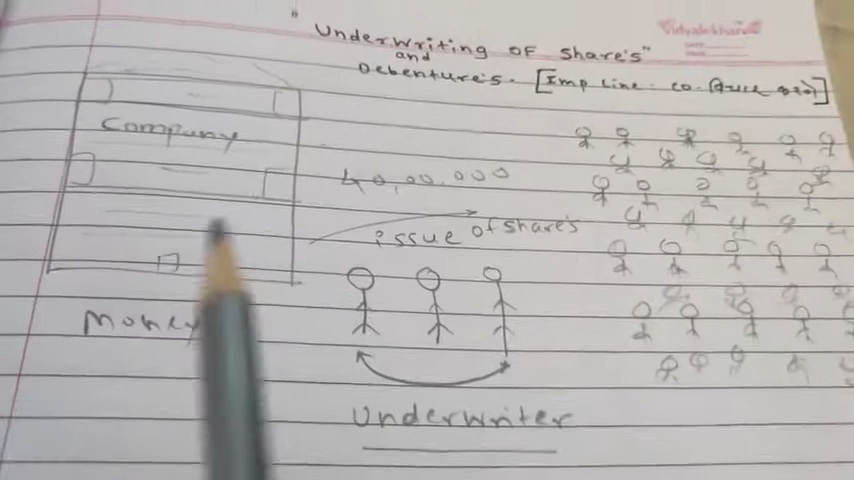 "Underwriting OF Share's"
and
Debenture's. [Imp Line
Company
40,00,000
issue of share's
Money
Underwriter